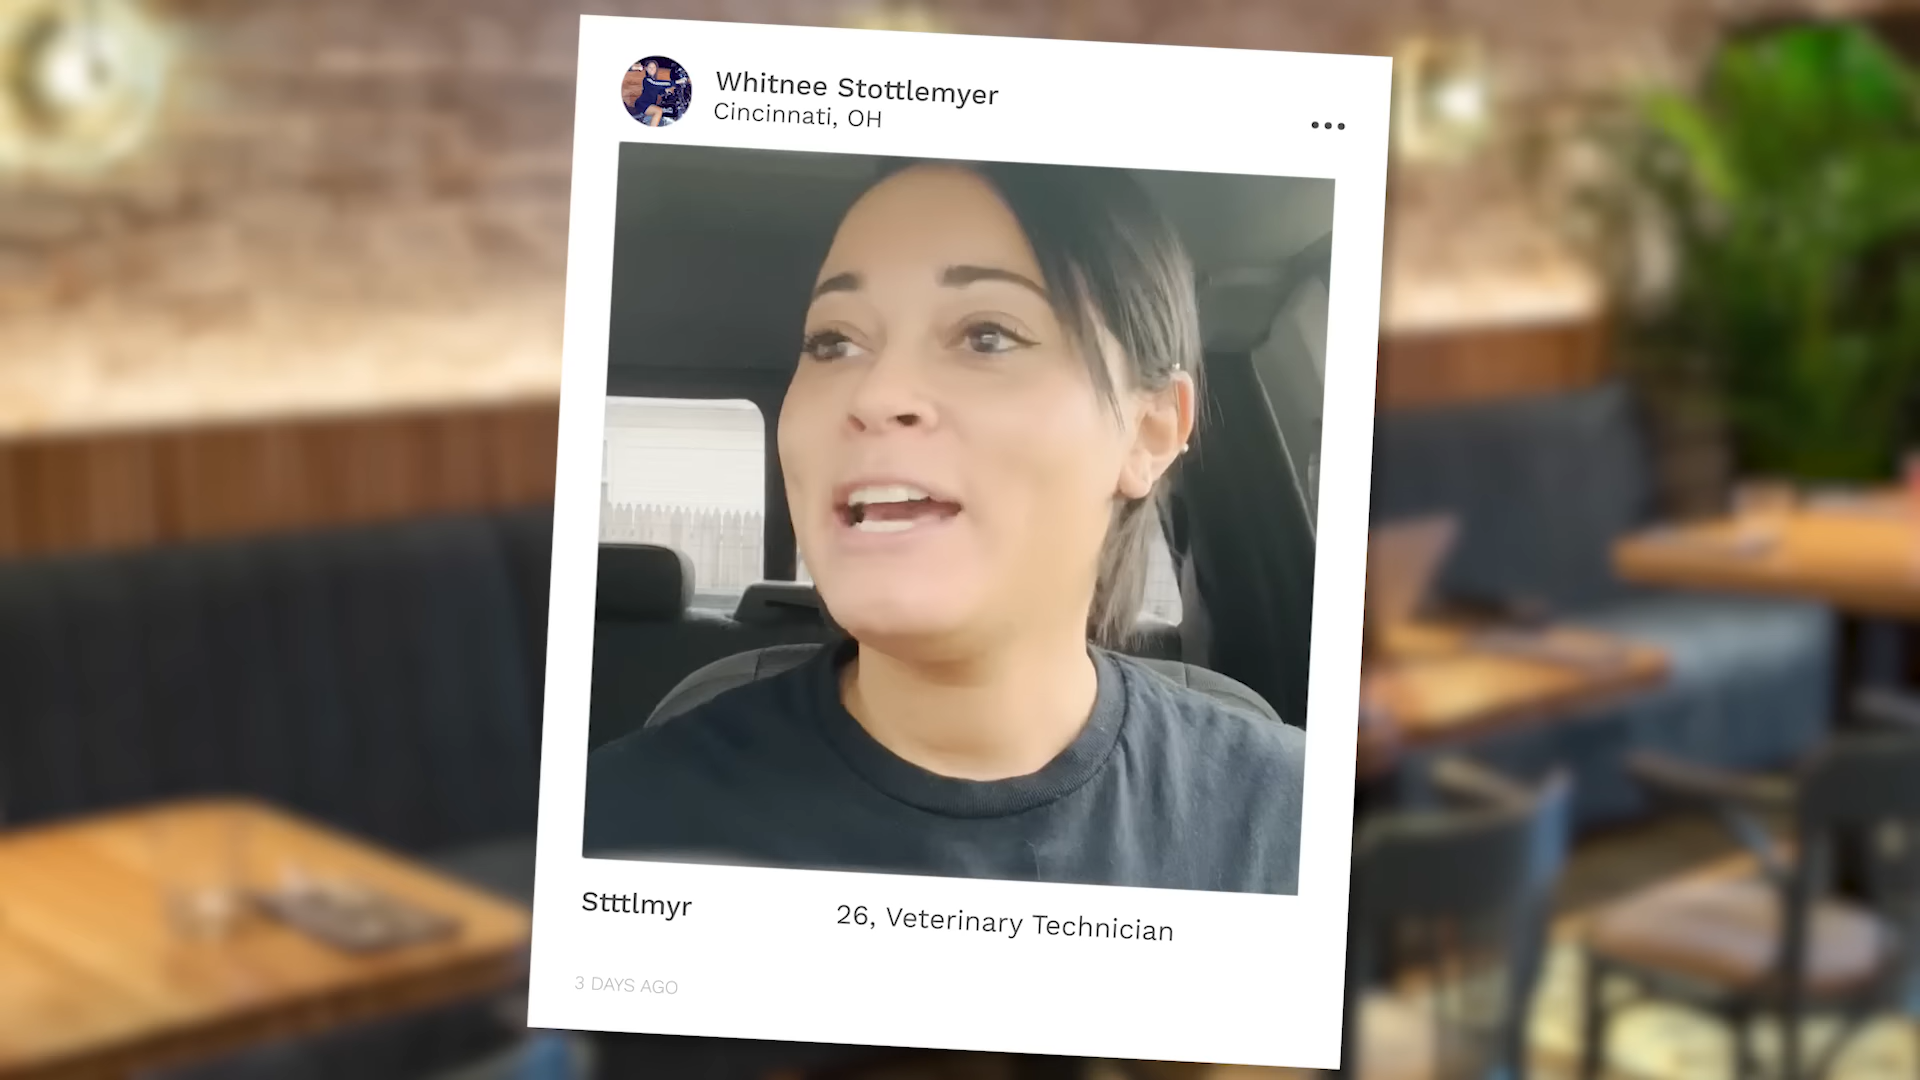 Whitnee Stottlemyer
Cincinnati, OH
Stttlmyr
26, Veterinary Technician
3 DAYS AGO